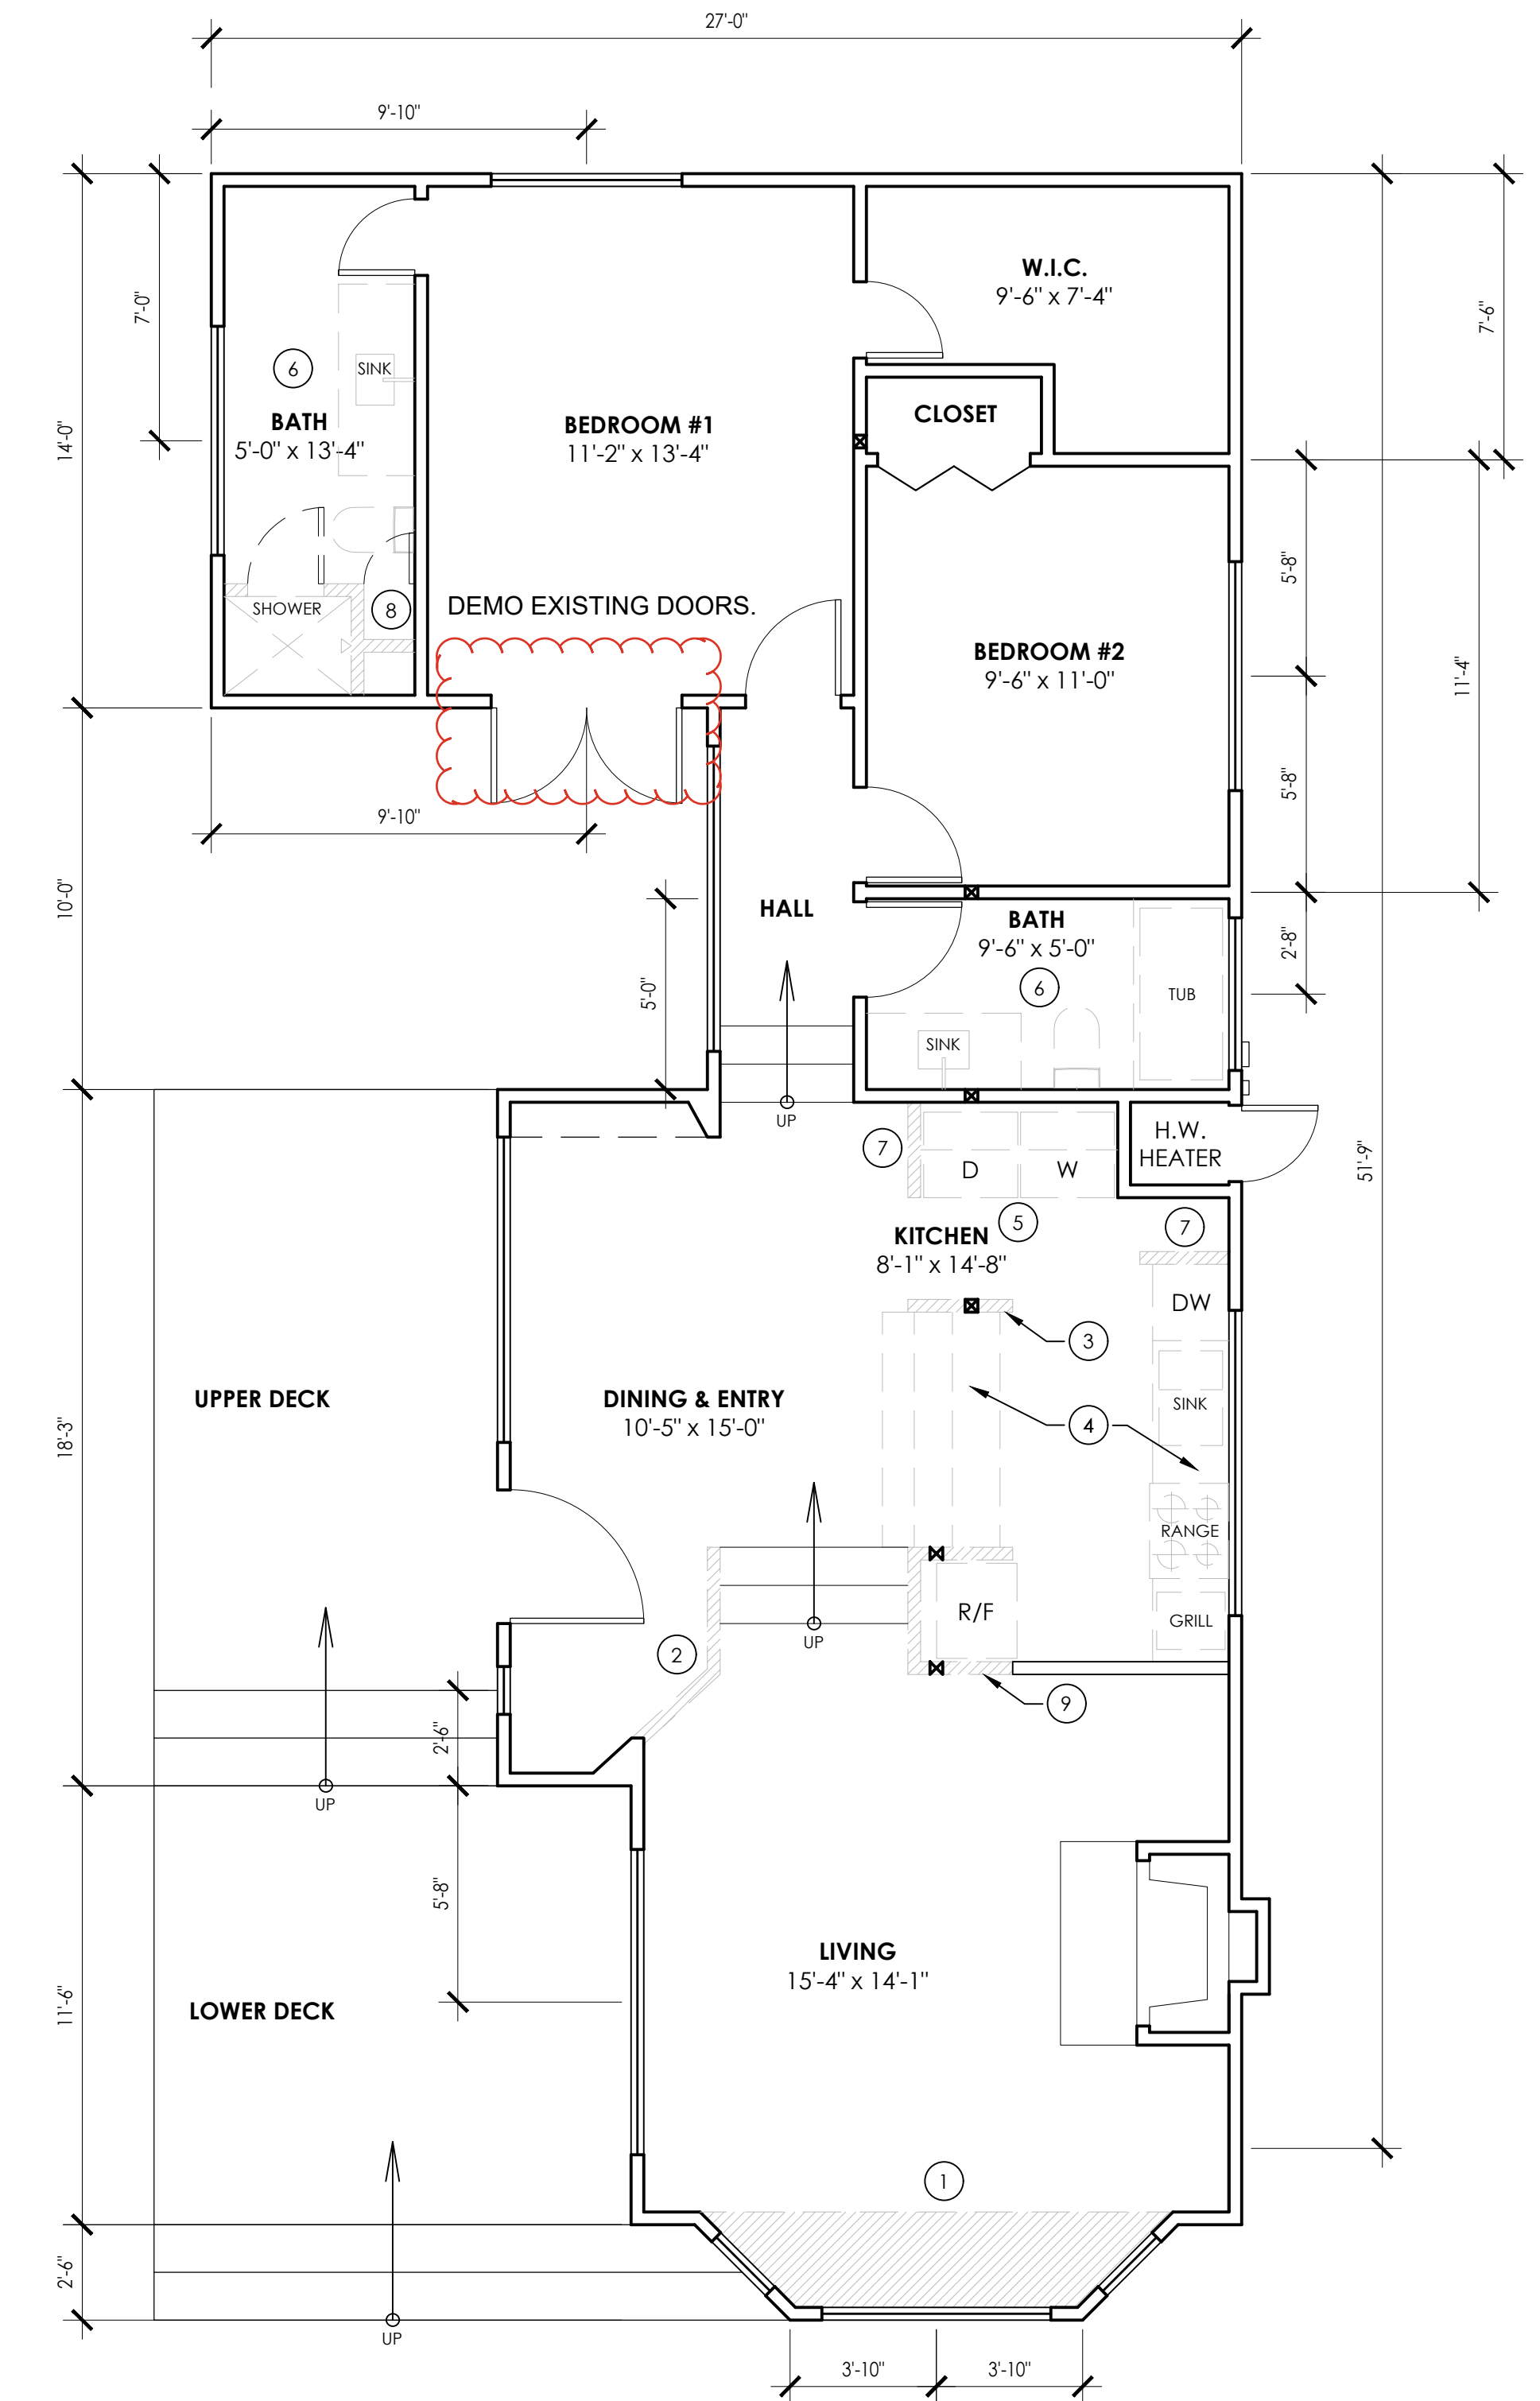 27'-0"
9'-10"
7'-0"
14'-0"
7'-6"
W.I.C.
9'-6" x 7'-4"
6
SINK
BATH
5'-0" x 13'-4"
BEDROOM #1
11'-2" x 13'-4"
CLOSET
5'-8"
SHOWER
8
DEMO EXISTING DOORS.
BEDROOM #2
9'-6" x 11'-0"
11'-4"
5'-8"
9'-10"
10'-0"
HALL
BATH
9'-6" x 5'-0"
6
2'-8"
5'-0"
TUB
SINK
UP
7
D
W
H.W.
HEATER
51'-9"
5
7
KITCHEN
8'-1" x 14'-8"
DW
3
UPPER DECK
DINING & ENTRY
10'-5" x 15'-0"
4
SINK
18'-3"
RANGE
R/F
GRILL
UP
2
9
2'-6"
UP
5'-8"
LIVING
15'-4" x 14'-1"
LOWER DECK
11'-6"
1
2'-6"
UP
3'-10"
3'-10"